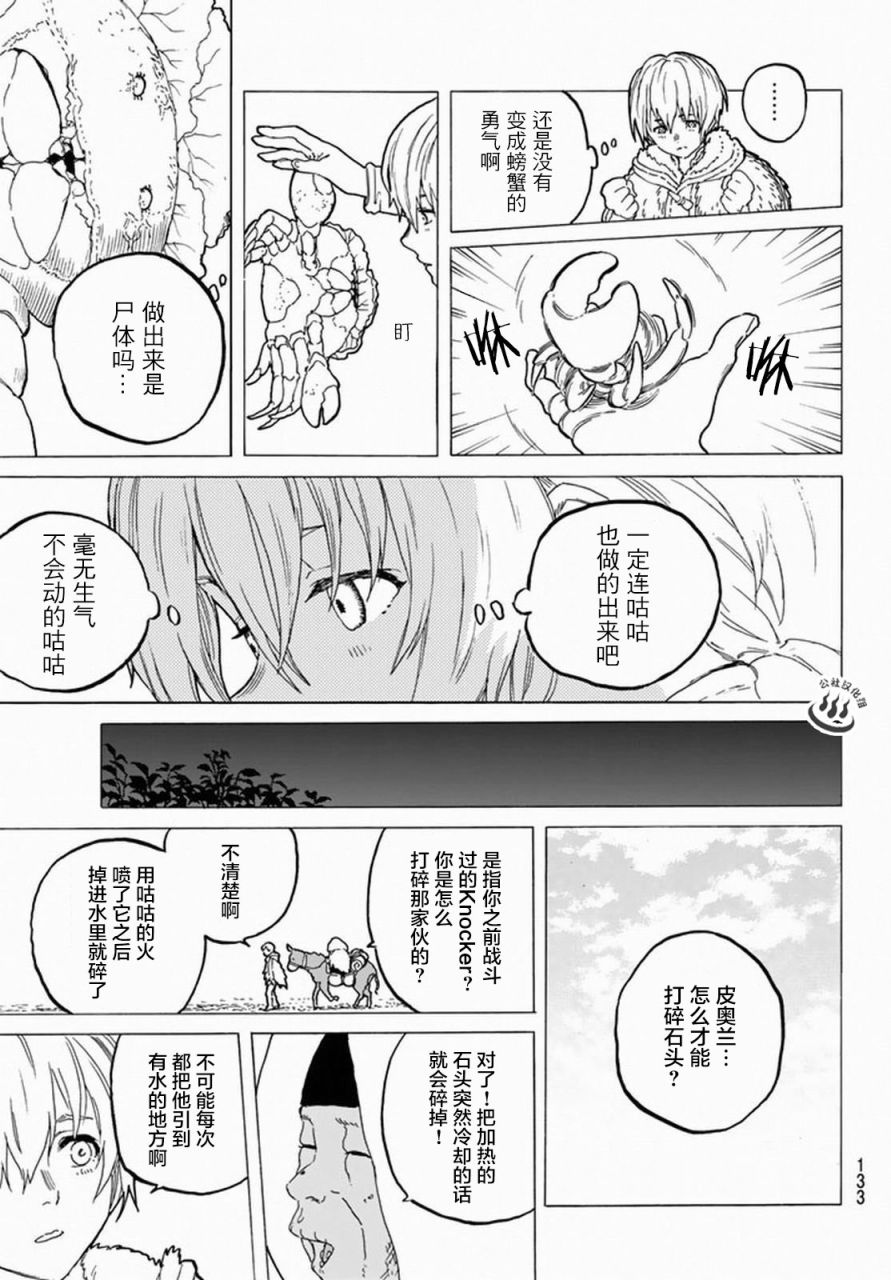 …
还是没有
变成螃蟹的
勇气啊
咻
咻
盯
做出来是
尸体吗…
一定连咕咕
也做的出来吧
毫无生气
不会动的咕咕
公社汉化组
皮奥兰…
怎么才能
打碎石头?
是指你之前战斗
过的Knocker?
你是怎么
打碎那家伙的?
不
清楚
啊
用咕咕的火
喷了它之后
掉进水里就碎了
对了!把加热的
石头突然冷却的话
就会碎掉!
不可能每次
都把他引到
有水的地方啊
133